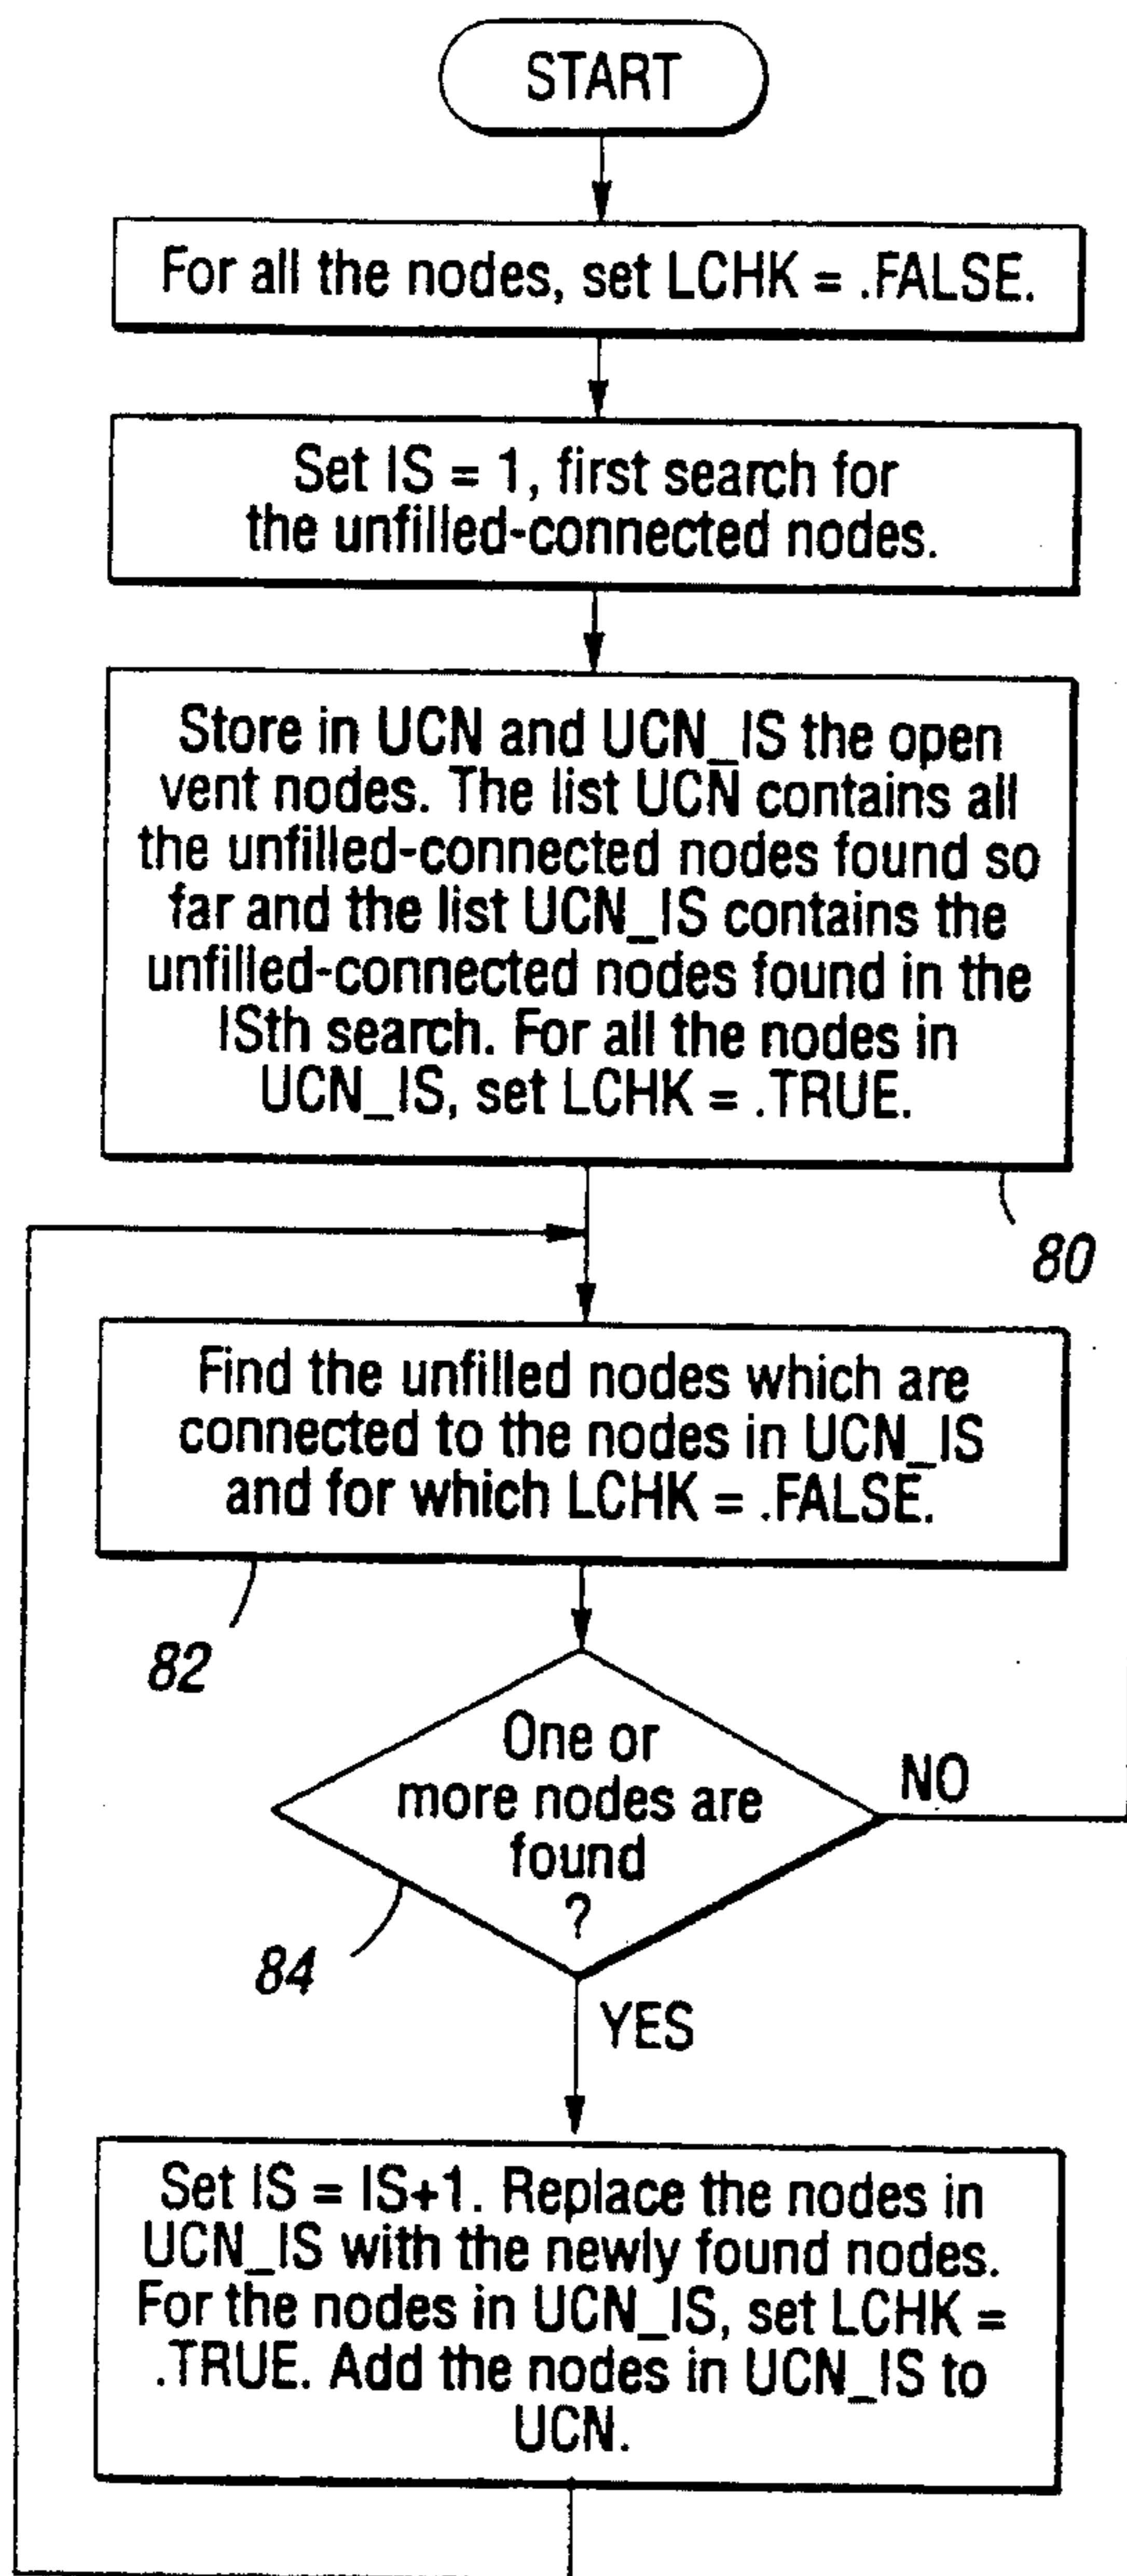 START
For all the nodes, set LCHK = .FALSE.
Set IS = 1, first search for
the unfilled-connected nodes.
Store in UCN and UCN_IS the open
vent nodes. The list UCN contains all
the unfilled-connected nodes found so
far and the list UCN_IS contains the
unfilled-connected nodes found in the
ISth search. For all the nodes in
UCN_IS, set LCHK = .TRUE.
80
Find the unfilled nodes which are
connected to the nodes in UCN_IS
and for which LCHK = .FALSE.
82
One or
more nodes are
found
?
NO
84
YES
Set IS = IS+1. Replace the nodes in
UCN_IS with the newly found nodes.
For the nodes in UCN_IS, set LCHK =
.TRUE. Add the nodes in UCN_IS to
UCN.